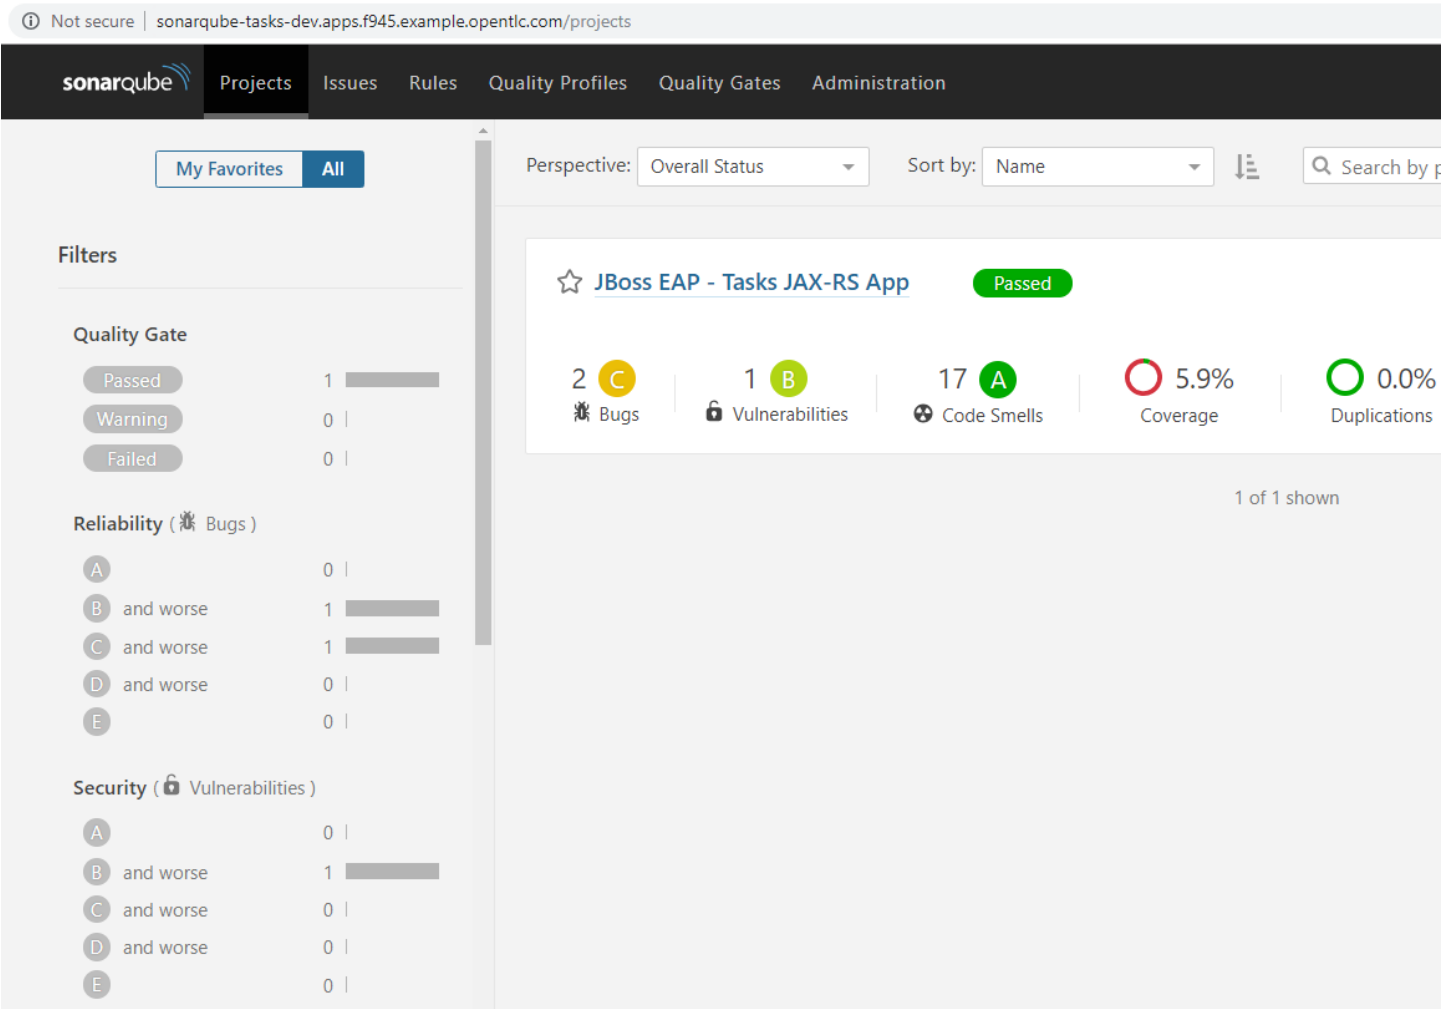 Not secure | sonarqube-tasks-dev.apps.f945.example.opentlc.com/projects
sonarqube Projects Issues Rules Quality Profiles Quality Gates Administration
My Favorites All
Perspective: Overall Status Sort by: Name Search by p
Filters
JBoss EAP - Tasks JAX-RS App Passed
Quality Gate
Passed 1
Warning 0
Failed 0
2 C 1 B 17 A 5.9% 0.0%
Bugs Vulnerabilities Code Smells Coverage Duplications
1 of 1 shown
Reliability ( Bugs )
A 0
B and worse 1
C and worse 1
D and worse 0
E 0
Security ( Vulnerabilities )
A 0
B and worse 1
C and worse 0
D and worse 0
E 0